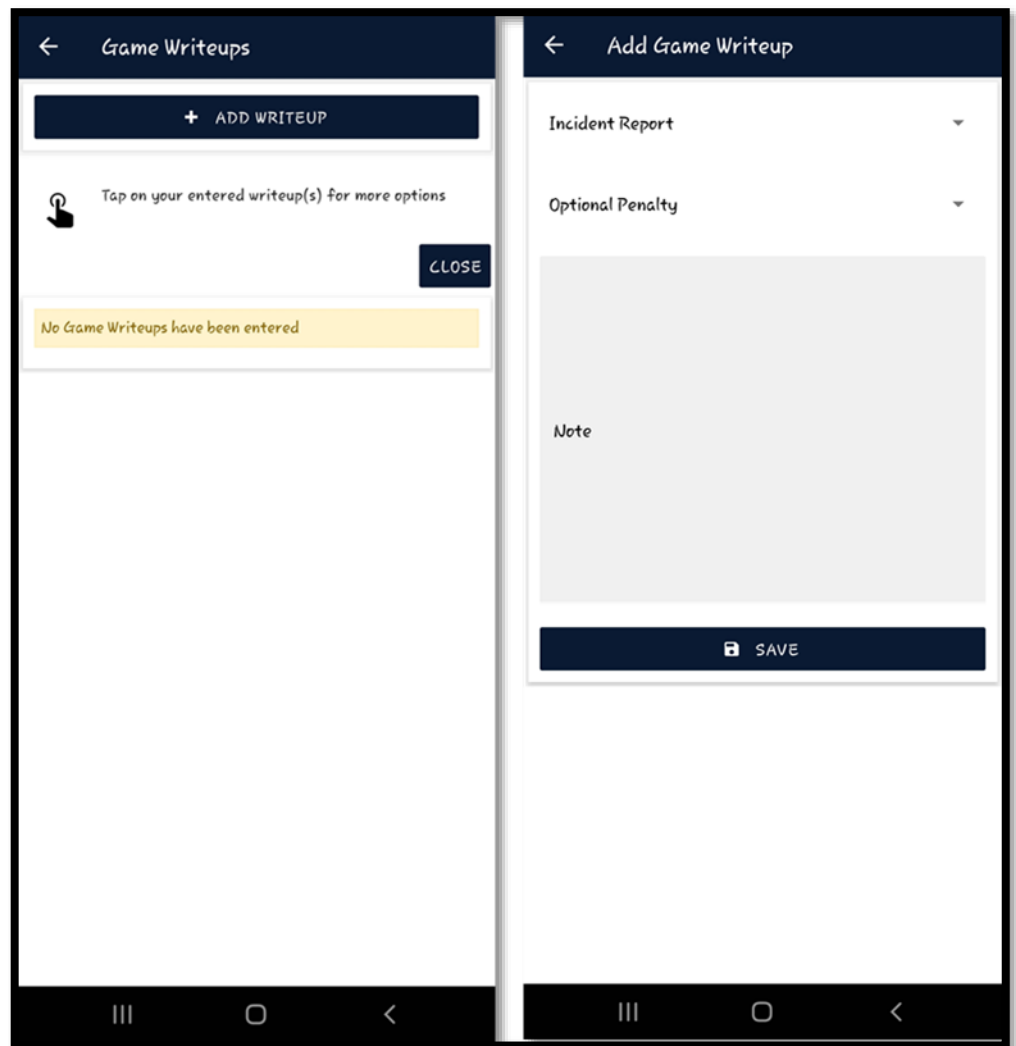 Game Writeups
+ ADD WRITEUP
Tap on your entered writeup(s) for more options
CLOSE
No Game Writeups have been entered
Add Game Writeup
Incident Report
Optional Penalty
Note
SAVE